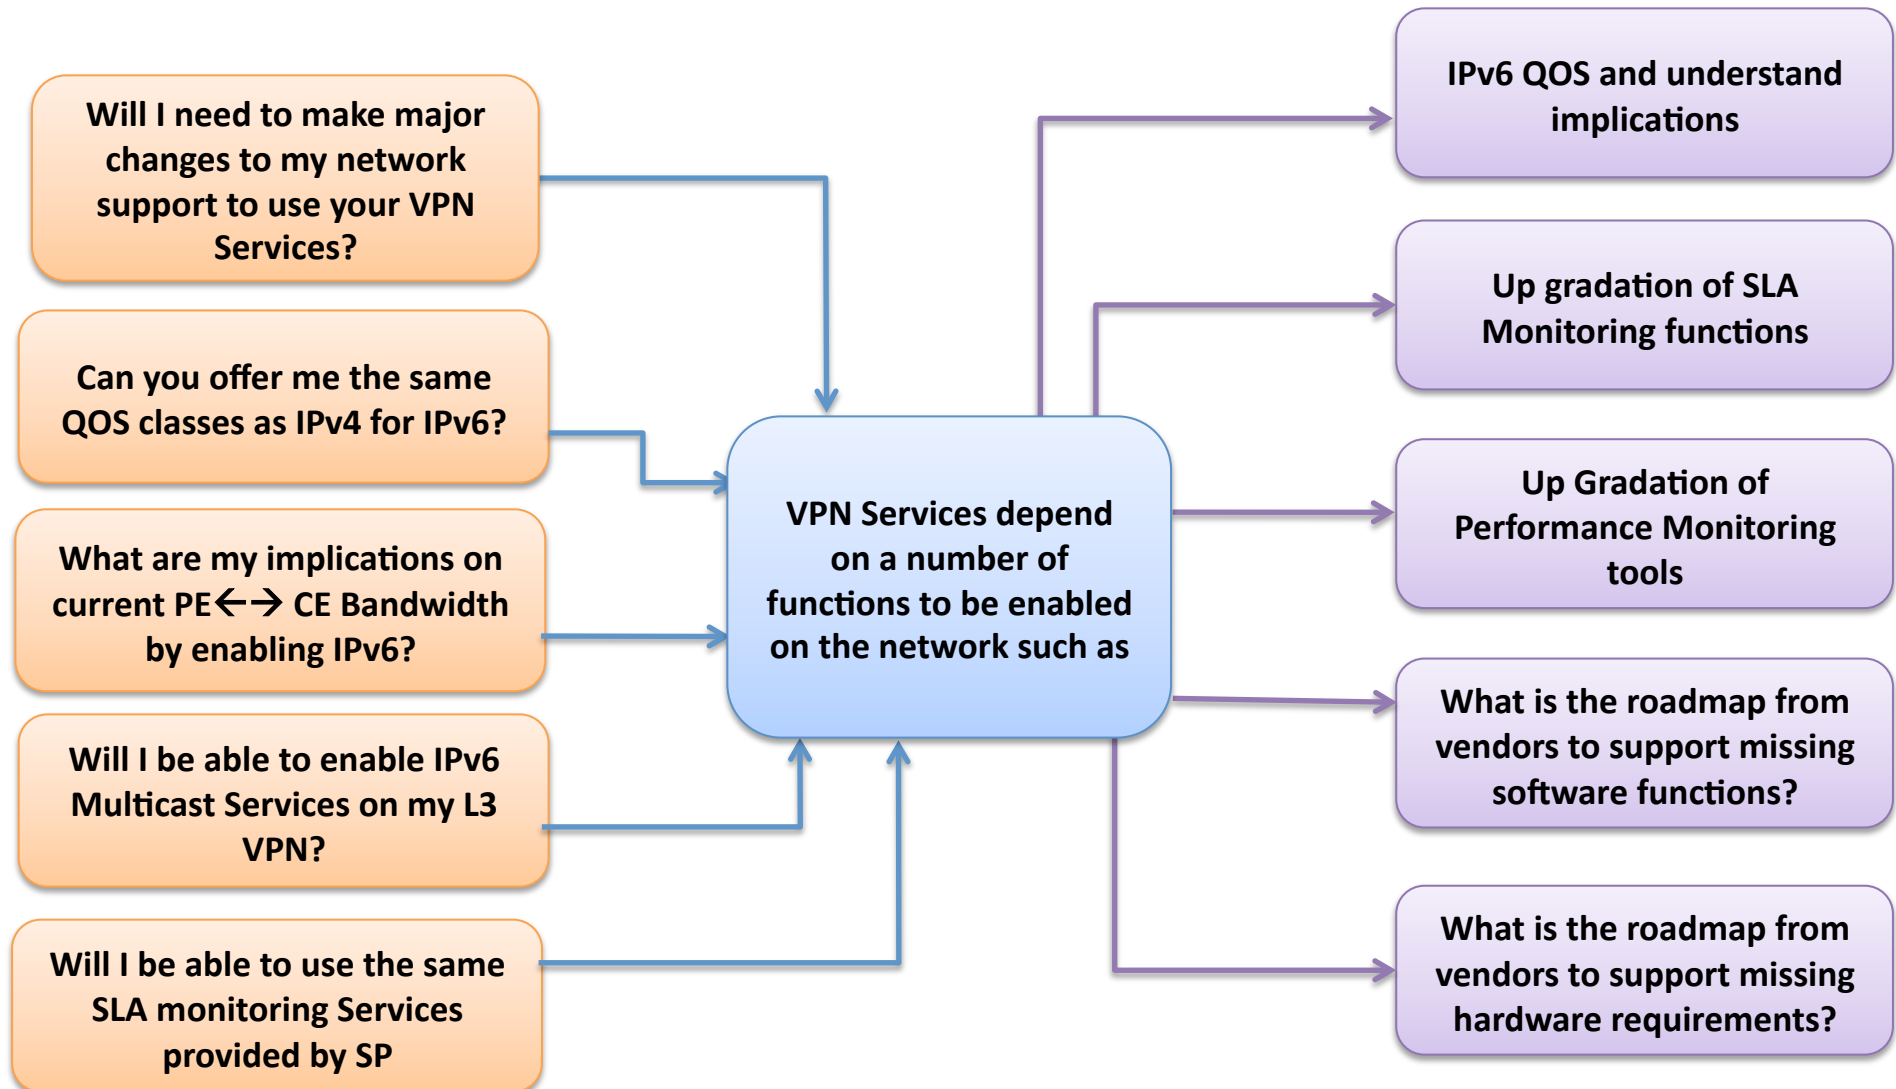 Will I need to make major
changes to my network
support to use your VPN
Services?
Can you offer me the same
QOS classes as IPv4 for IPv6?
What are my implications on
current PE←→ CE Bandwidth
by enabling IPv6?
Will I be able to enable IPv6
Multicast Services on my L3
VPN?
Will I be able to use the same
SLA monitoring Services
provided by SP
VPN Services depend
on a number of
functions to be enabled
on the network such as
IPv6 QOS and understand
implications
Up gradation of SLA
Monitoring functions
Up Gradation of
Performance Monitoring
tools
What is the roadmap from
vendors to support missing
software functions?
What is the roadmap from
vendors to support missing
hardware requirements?